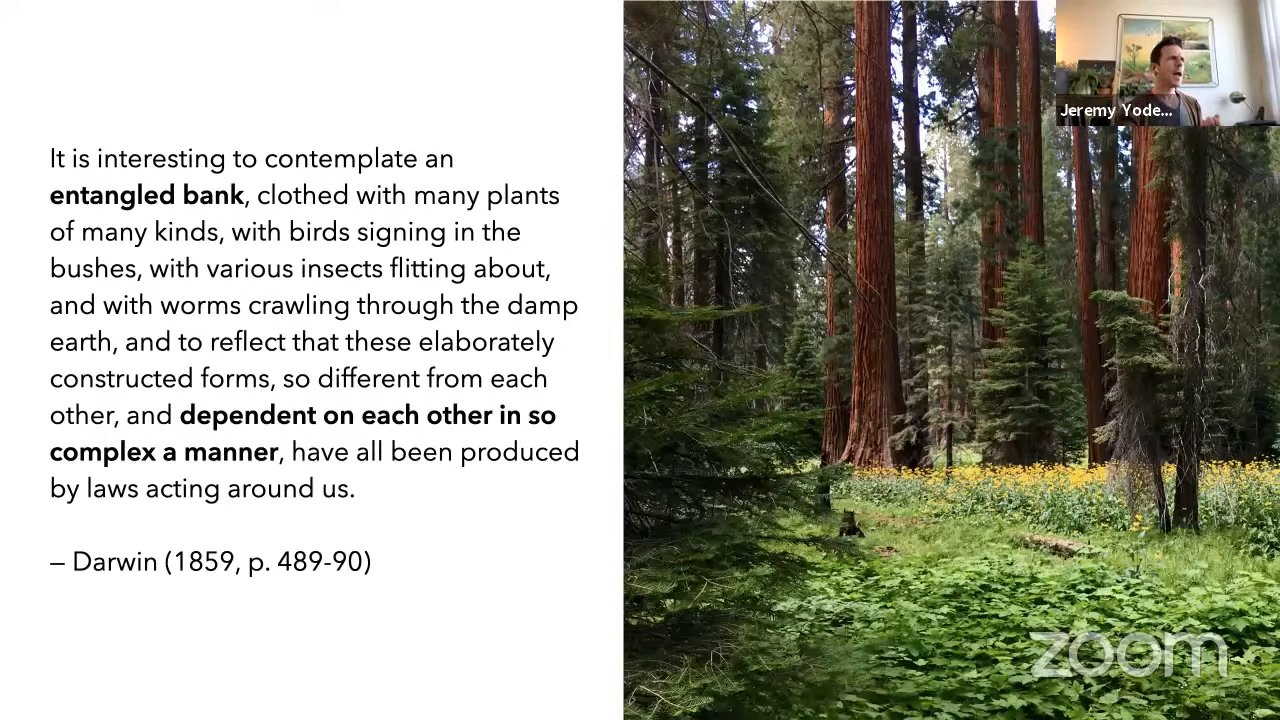 It is interesting to contemplate an
entangled bank, clothed with many plants
of many kinds, with birds signing in the
bushes, with various insects flitting about,
and with worms crawling through the damp
earth, and to reflect that these elaborately
constructed forms, so different from each
other, and dependent on each other in so
complex a manner, have all been produced
by laws acting around us.
– Darwin (1859, p. 489-90)
Jeremy Yode...
zoom